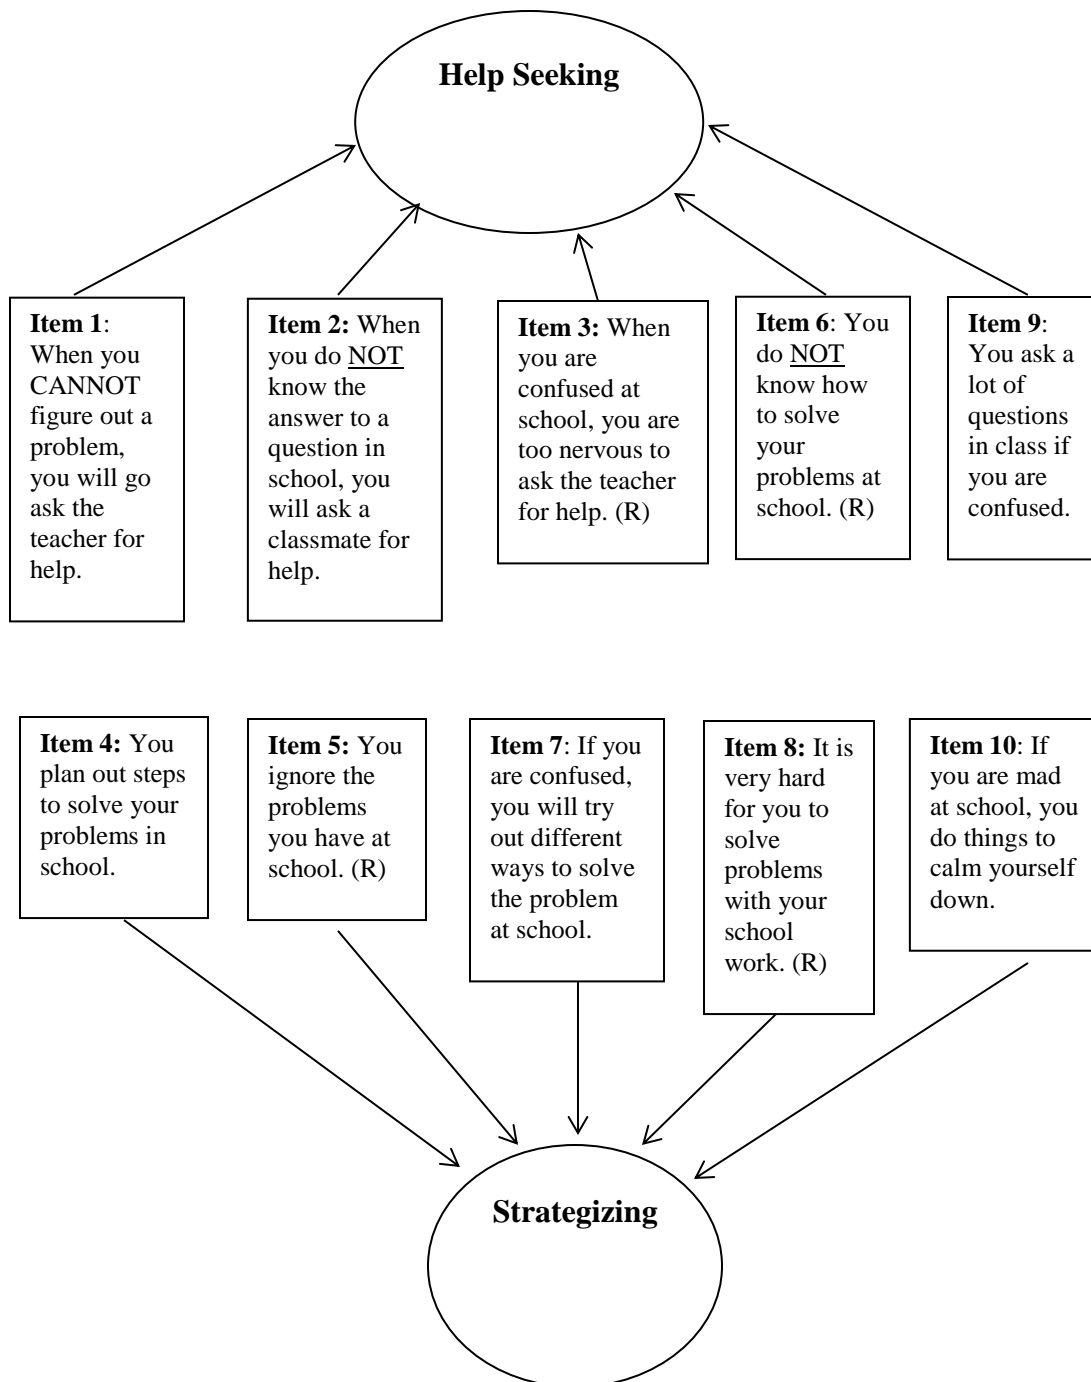 Help Seeking
Item 1:
When you
CANNOT
figure out a
problem,
you will go
ask the
teacher for
help.
Item 2: When
you do NOT
know the
answer to a
question in
school, you
will ask a
classmate for
help.
Item 3: When
you are
confused at
school, you are
too nervous to
ask the teacher
for help. (R)
Item 6: You
do NOT
know how
to solve
your
problems at
school. (R)
Item 9:
You ask a
lot of
questions
in class if
you are
confused.
Item 4: You
plan out steps
to solve your
problems in
school.
Item 5: You
ignore the
problems
you have at
school. (R)
Item 7: If you
are confused,
you will try
out different
ways to solve
the problem
at school.
Item 8: It is
very hard
for you to
solve
problems
with your
school
work. (R)
Item 10: If
you are mad
at school, you
do things to
calm yourself
down.
Strategizing